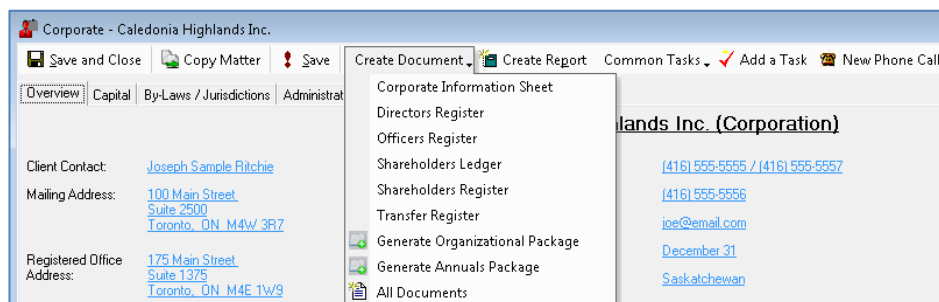 Corporate - Caledonia Highlands Inc.
Save and Close Copy Matter Save Create Document Create Report Common Tasks Add a Task New Phone Call
Overview Capital By-Laws / Jurisdictions Administrat
Corporate Information Sheet
Directors Register
Officers Register
Shareholders Ledger
Shareholders Register
Transfer Register
Generate Organizational Package
Generate Annuals Package
All Documents
hlands Inc. (Corporation)
Client Contact: Joseph Sample Ritchie
Mailing Address: 100 Main Street
Suite 2500
Toronto, ON M4W 3R7
Registered Office Address: 175 Main Street
Suite 1375
Toronto, ON M4E 1W9
(416) 555-5555 / (416) 555-5557
(416) 555-5556
joe@email.com
December 31
Saskatchewan